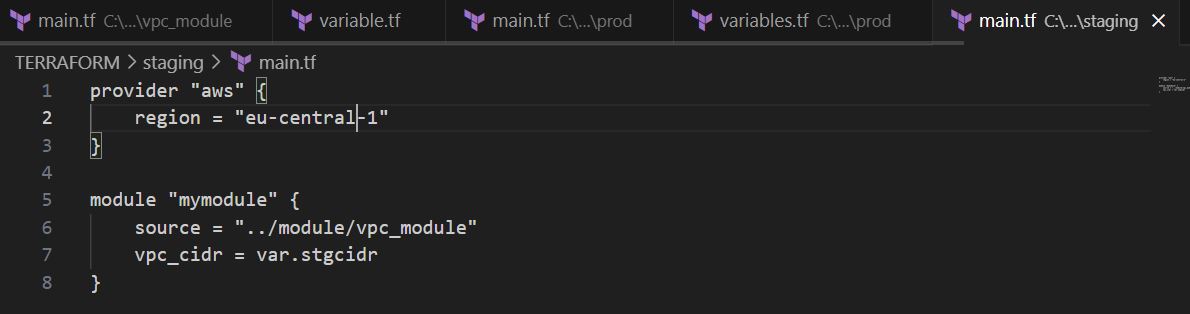 main.tf C:\...\vpc_module variable.tf main.tf C:\...\prod variables.tf C:\...\prod main.tf C:\...\staging ×
TERRAFORM > staging > main.tf
1 provider "aws" {
2     region = "eu-central-1"
3 }
4
5 module "mymodule" {
6     source = "../module/vpc_module"
7     vpc_cidr = var.stgcidr
8 }